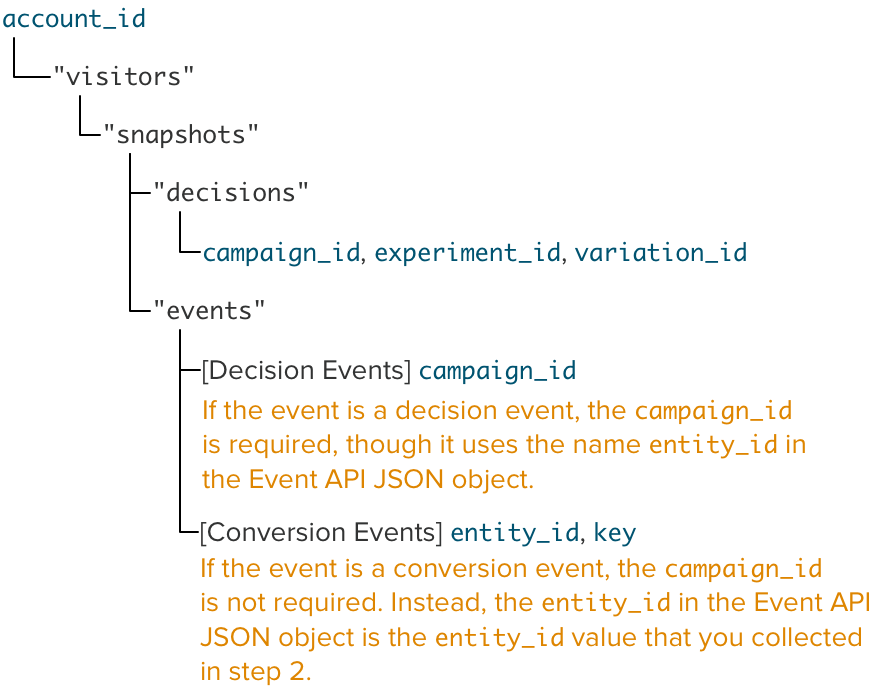 account_id
"visitors"
"snapshots"
"decisions"
campaign_id, experiment_id, variation_id
"events"
[Decision Events] campaign_id
If the event is a decision event, the campaign_id
is required, though it uses the name entity_id in
the Event API JSON object.
[Conversion Events] entity_id, key
If the event is a conversion event, the campaign_id
is not required. Instead, the entity_id in the Event API
JSON object is the entity_id value that you collected
in step 2.